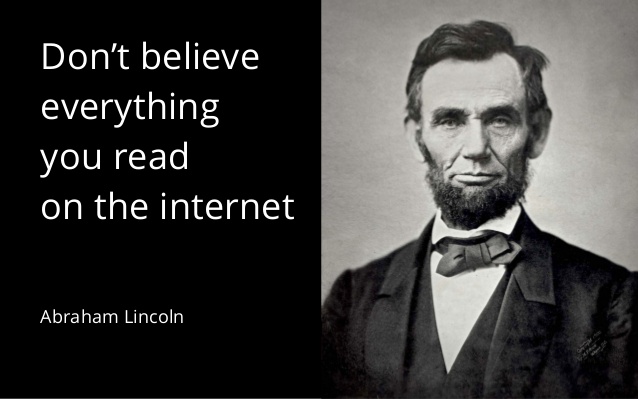 Don’t believe
everything
you read
on the internet
Abraham Lincoln